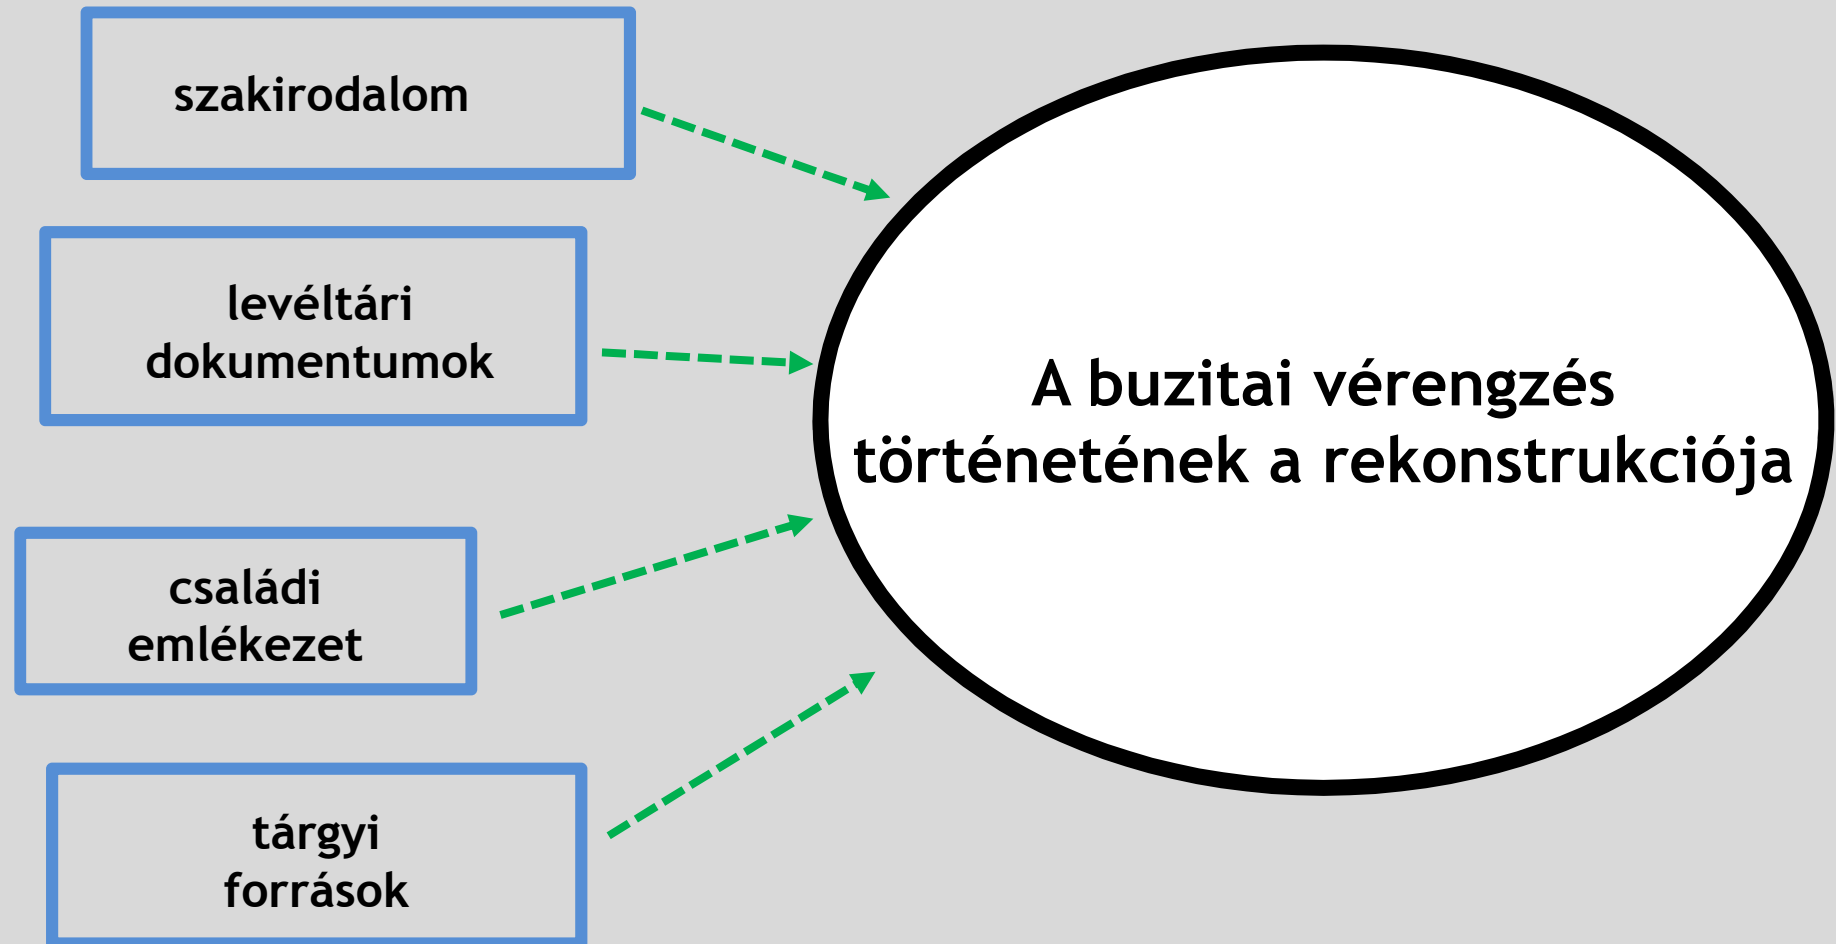 szakirodalom
levéltári
dokumentumok
családi
emlékezet
tárgyi
források
A buzitai vérengzés
történetének a rekonstrukciója